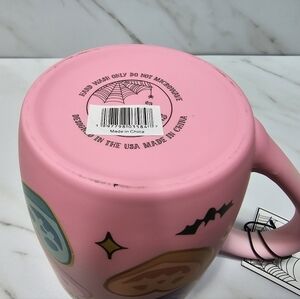 HAND WASH ONLY DO NOT MICROWAVE
DESIGNED IN THE USA MADE IN CHINA
Made in China